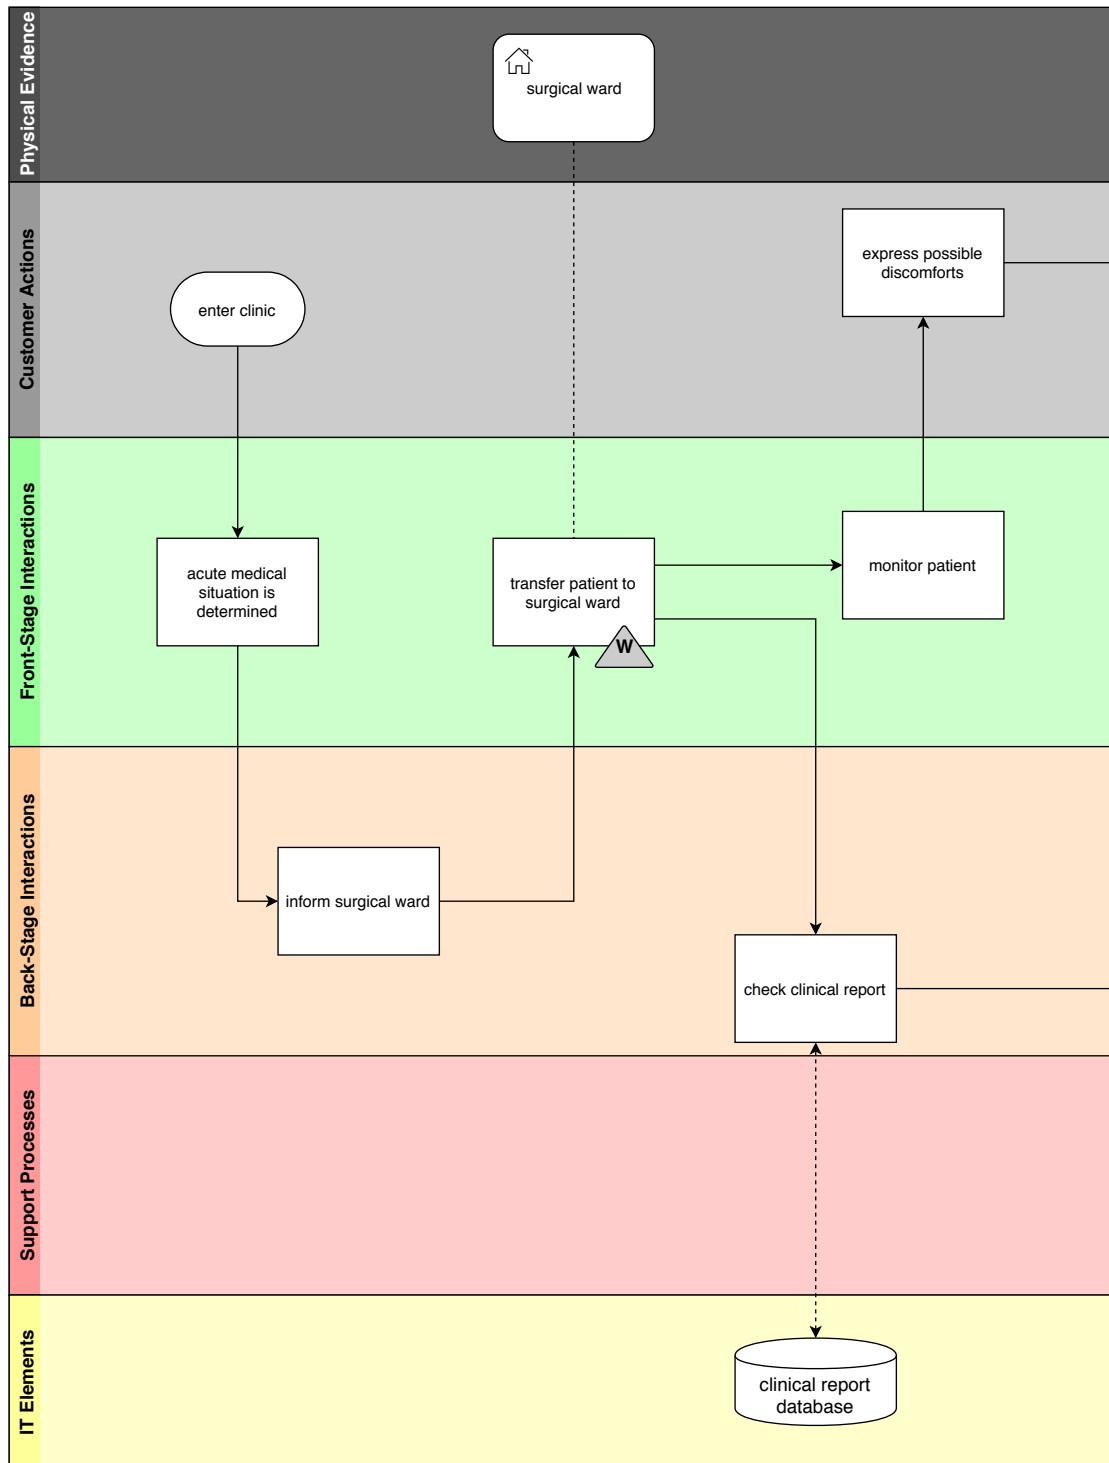 Physical Evidence
surgical ward
Customer Actions
enter clinic
express possible
discomforts
Front-Stage Interactions
acute medical
situation is
determined
transfer patient to
surgical ward
W
monitor patient
Back-Stage Interactions
inform surgical ward
check clinical report
Support Processes
IT Elements
clinical report
database